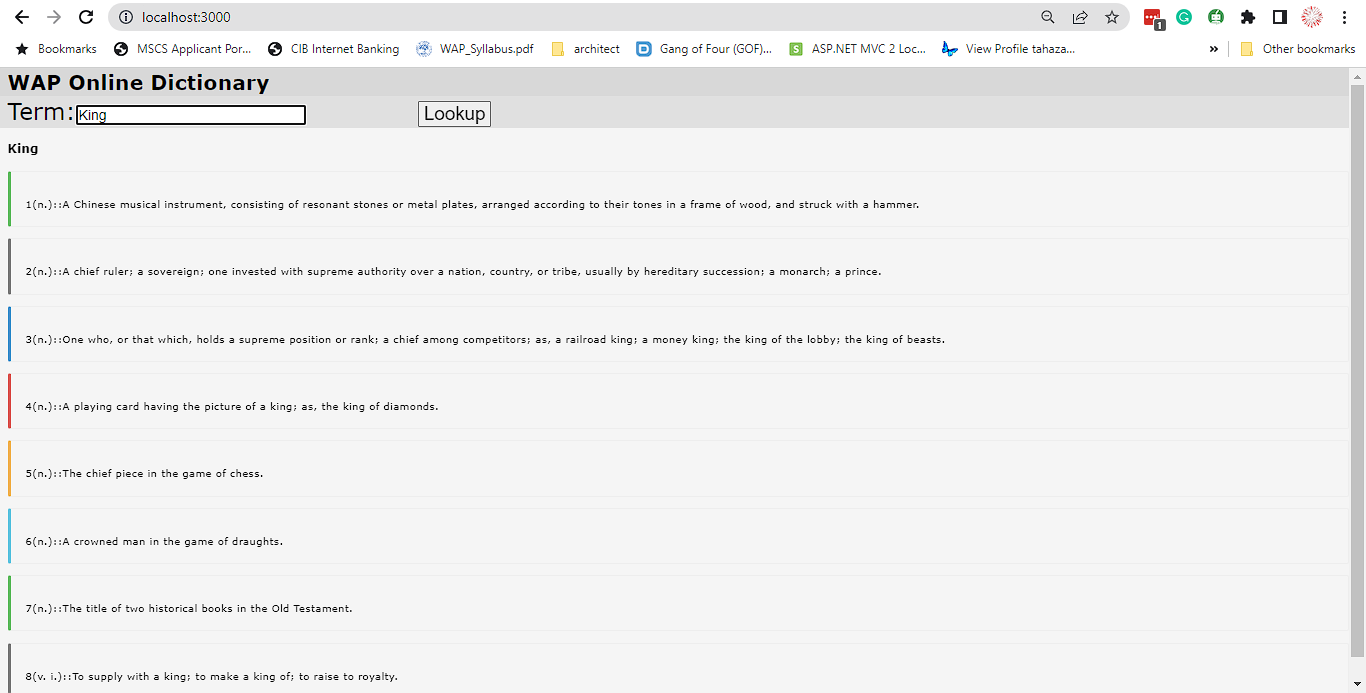 localhost:3000
1
Bookmarks MSCS Applicant Por... CIB Internet Banking WAP_Syllabus.pdf architect Gang of Four (GOF)... S ASP.NET MVC 2 Loc... View Profile tahaza... » Other bookmarks
WAP Online Dictionary
Term: King Lookup
King
1(n.)::A Chinese musical instrument, consisting of resonant stones or metal plates, arranged according to their tones in a frame of wood, and struck with a hammer.
2(n.)::A chief ruler; a sovereign; one invested with supreme authority over a nation, country, or tribe, usually by hereditary succession; a monarch; a prince.
3(n.)::One who, or that which, holds a supreme position or rank; a chief among competitors; as, a railroad king; a money king; the king of the lobby; the king of beasts.
4(n.)::A playing card having the picture of a king; as, the king of diamonds.
5(n.)::The chief piece in the game of chess.
6(n.)::A crowned man in the game of draughts.
7(n.)::The title of two historical books in the Old Testament.
8(v. i.)::To supply with a king; to make a king of; to raise to royalty.